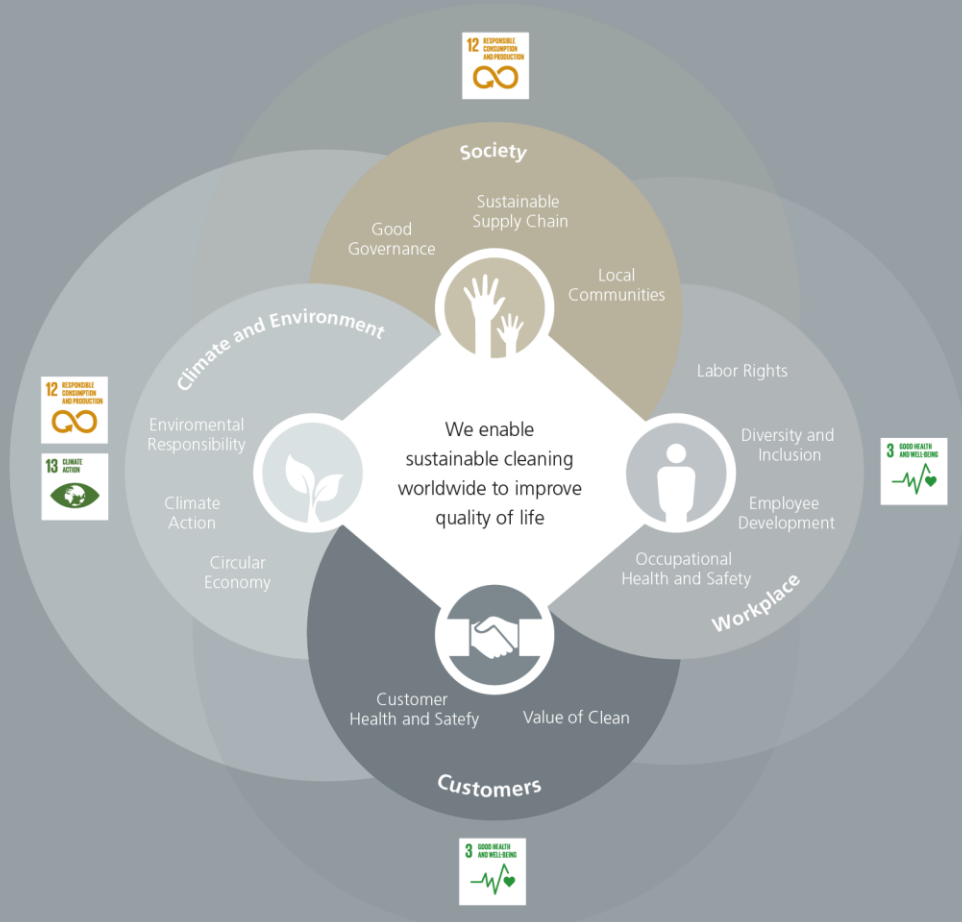 12 RESPONSIBLE
CONSUMPTION
AND PRODUCTION
Society
Sustainable
Supply Chain
Good
Governance
Local
Communities
Climate and Environment
Enviromental
Responsibility
Climate
Action
Circular
Economy
12 RESPONSIBLE
CONSUMPTION
AND PRODUCTION
13 CLIMATE
ACTION
We enable
sustainable cleaning
worldwide to improve
quality of life
Labor Rights
Diversity and
Inclusion
Employee
Development
Occupational
Health and Safety
Workplace
3 GOOD HEALTH
AND WELL-BEING
Customer
Health and Satefy
Value of Clean
Customers
3 GOOD HEALTH
AND WELL-BEING